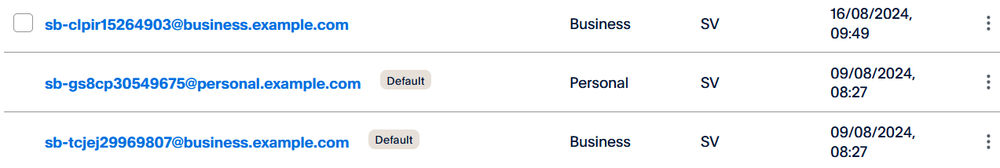 sb-clpir15264903@business.example.com Business SV 16/08/2024, 09:49
sb-gs8cp30549675@personal.example.com Default Personal SV 09/08/2024, 08:27
sb-tcjej29969807@business.example.com Default Business SV 09/08/2024, 08:27